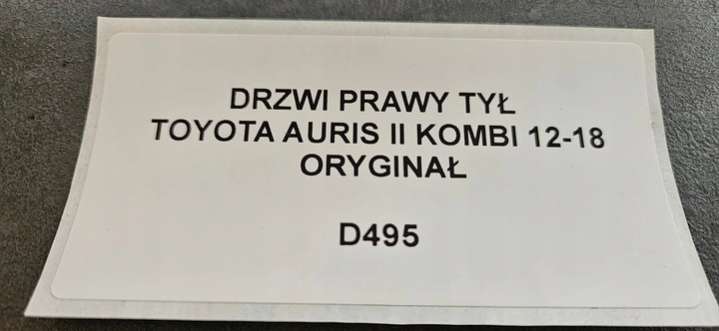 DRZWI PRAWY TYŁ
TOYOTA AURIS II KOMBI 12-18
ORYGINAŁ
D495